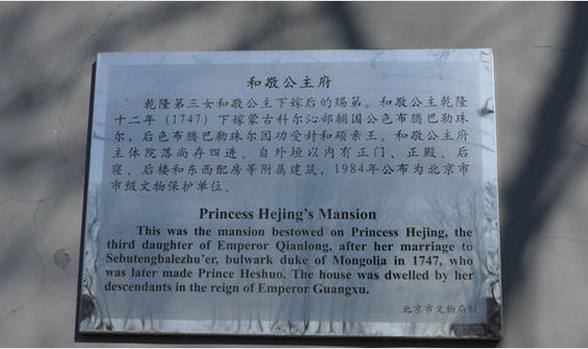 和敬公主府
乾隆第三女和敬公主下嫁后的赐第。和敬公主乾隆
十二年（1747）下嫁蒙古科尔沁部辅国公色布腾巴勒珠
尔，后色布腾巴勒珠尔因功受封和硕亲王。和敬公主府
主体院落尚存四进。自外垣以内有正门、正殿、后
寝、后楼和东西配房等附属建筑，1984年公布为北京市
市级文物保护单位。
Princess Hejing's Mansion
This was the mansion bestowed on Princess Hejing, the
third daughter of Emperor Qianlong, after her marriage to
Sebutengbalezhu'er, bulwark duke of Mongolia in 1747, who
was later made Prince Heshuo. The house was dwelled by her
descendants in the reign of Emperor Guangxu.
北京市文物局制